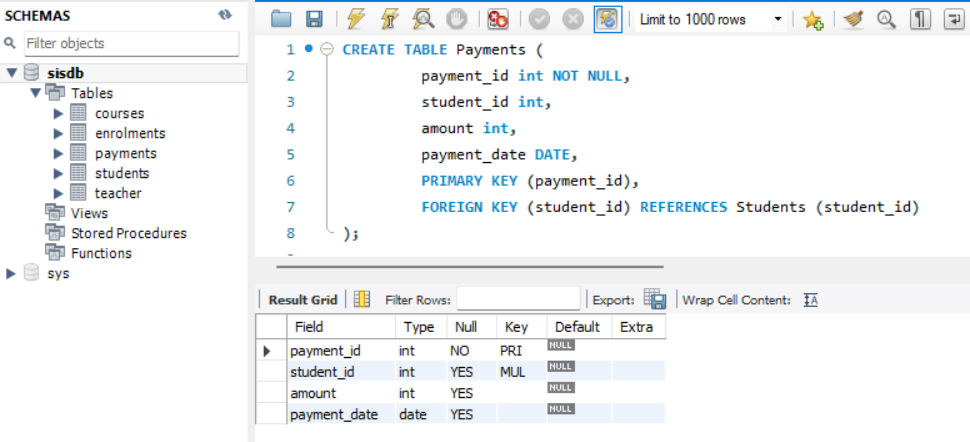 SCHEMAS
Filter objects
sisdb
Tables
courses
enrolments
payments
students
teacher
Views
Stored Procedures
Functions
sys
Limit to 1000 rows
1 CREATE TABLE Payments (
2 payment_id int NOT NULL,
3 student_id int,
4 amount int,
5 payment_date DATE,
6 PRIMARY KEY (payment_id),
7 FOREIGN KEY (student_id) REFERENCES Students (student_id)
8 );
Result Grid Filter Rows: Export: Wrap Cell Content: IA
Field Type Null Key Default Extra
payment_id int NO PRI NULL
student_id int YES MUL NULL
amount int YES NULL
payment_date date YES NULL